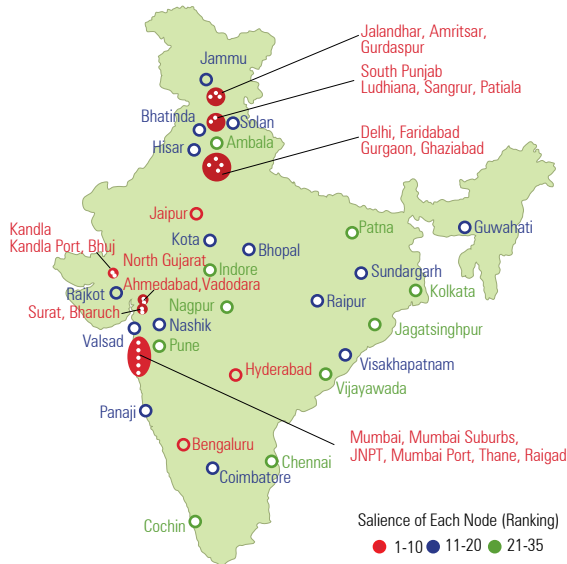 Jalandhar, Amritsar,
Gurdaspur
Jammu
South Punjab
Ludhiana, Sangrur, Patiala
Bhatinda
Solan
Delhi, Faridabad
Gurgaon, Ghaziabad
Hisar
Ambala
Jaipur
Patna
Guwahati
Kandla
Kandla Port, Bhuj
Kota
Bhopal
North Gujarat
Indore
Sundargarh
Ahmedabad,Vadodara
Rajkot
Kolkata
Surat, Bharuch
Nagpur
Raipur
Nashik
Jagatsinghpur
Valsad
Pune
Visakhapatnam
Hyderabad
Vijayawada
Panaji
Mumbai, Mumbai Suburbs,
JNPT, Mumbai Port, Thane, Raigad
Bengaluru
Chennai
Coimbatore
Cochin
Salience of Each Node (Ranking)
1-10 11-20 21-35